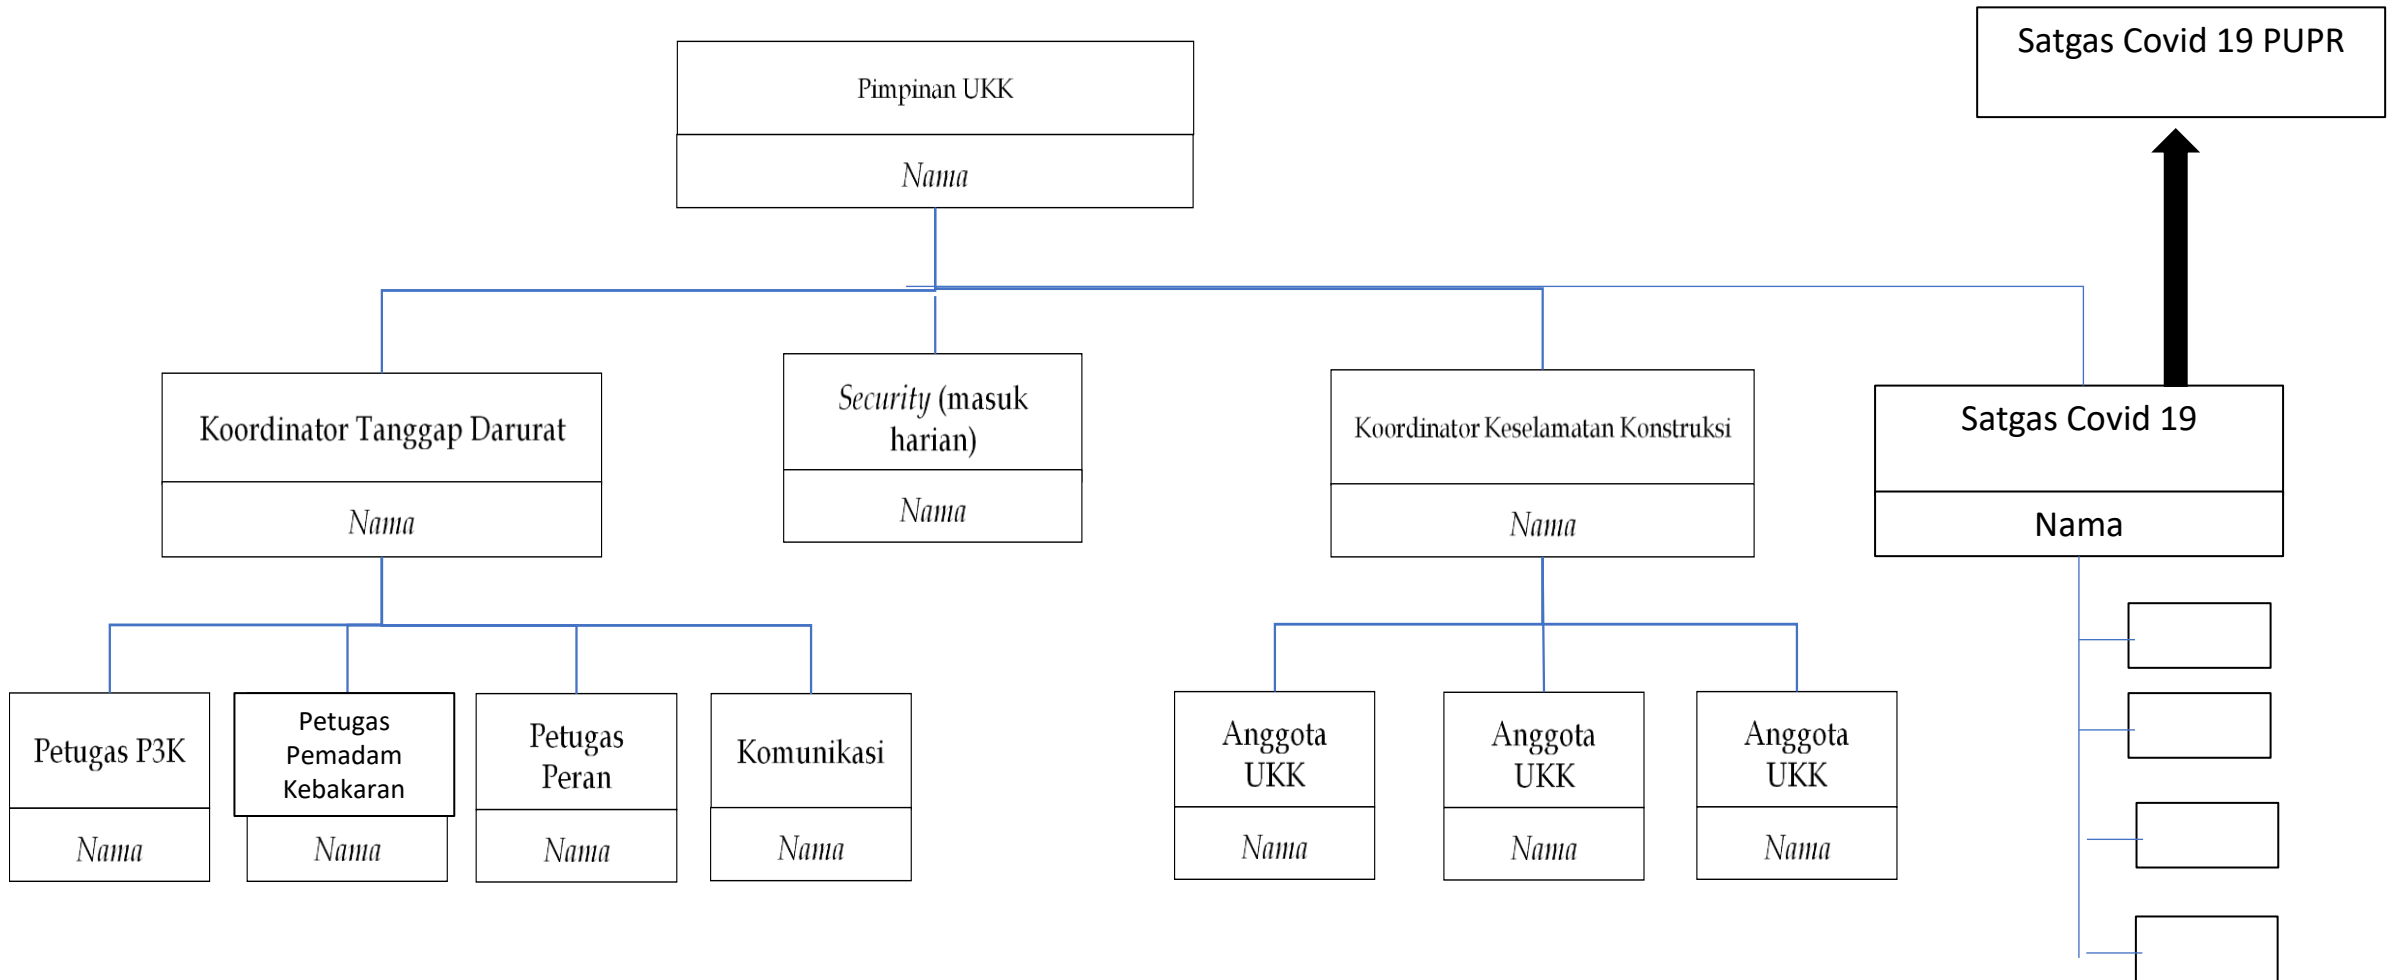 Satgas Covid 19 PUPR
Pimpinan UKK
Nama
Koordinator Tanggap Darurat
Nama
Security (masuk
harian)
Nama
Koordinator Keselamatan Konstruksi
Nama
Satgas Covid 19
Nama
Petugas P3K
Nama
Petugas
Pemadam
Kebakaran
Nama
Petugas
Peran
Nama
Komunikasi
Nama
Anggota
UKK
Nama
Anggota
UKK
Nama
Anggota
UKK
Nama